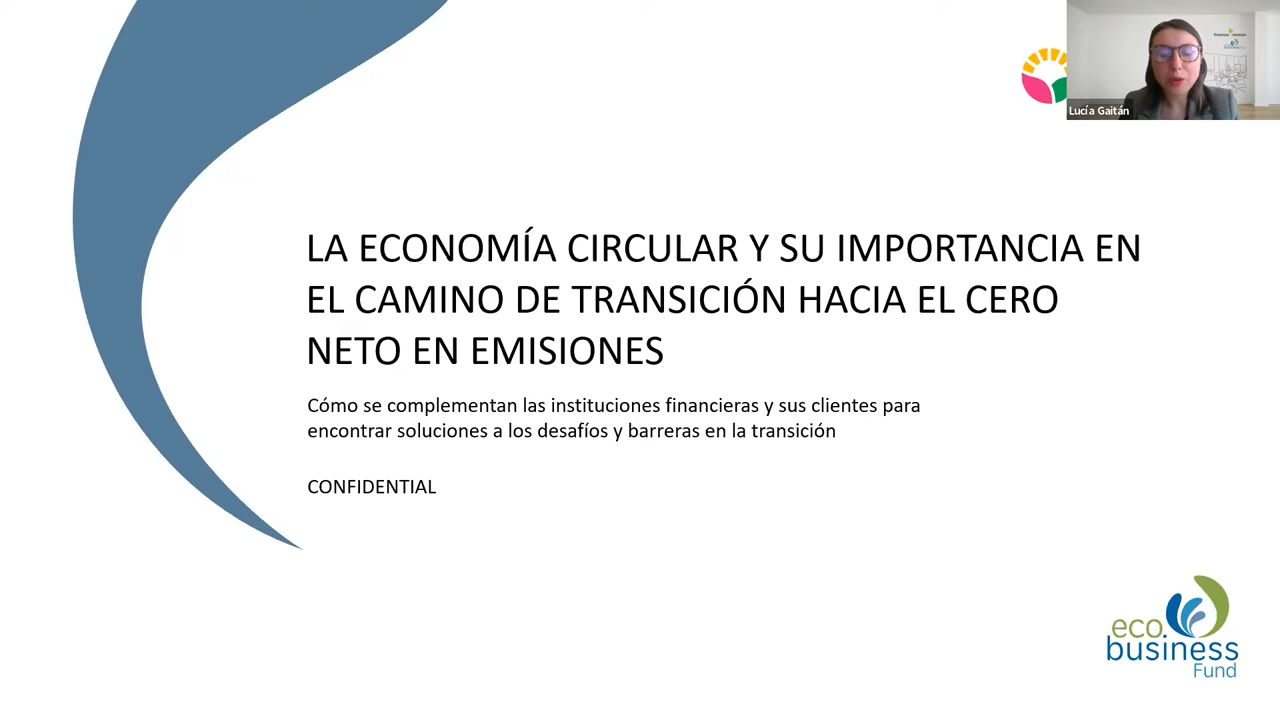 Lucía Gaitán
LA ECONOMÍA CIRCULAR Y SU IMPORTANCIA EN
EL CAMINO DE TRANSICIÓN HACIA EL CERO
NETO EN EMISIONES
Cómo se complementan las instituciones financieras y sus clientes para
encontrar soluciones a los desafíos y barreras en la transición
CONFIDENTIAL
eco.
business
Fund